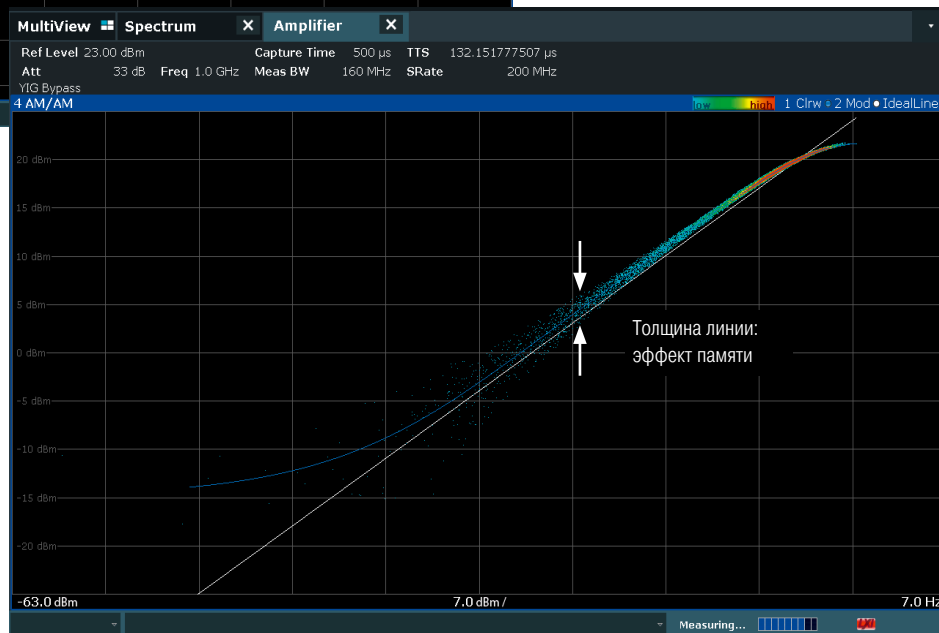 MultiView Spectrum X Amplifier X
Ref Level 23.00 dBm Capture Time 500 µs TTS 132.151777507 µs
Att 33 dB Freq 1.0 GHz Meas BW 160 MHz SRate 200 MHz
YIG Bypass
4 AM/AM low high 1 Clrw 2 Mod IdealLine
20 dBm
15 dBm
10 dBm
5 dBm
Толщина линии:
0 dBm
эффект памяти
-5 dBm
-10 dBm
-15 dBm
-20 dBm
-63.0 dBm 7.0 dBm/ 7.0 Hz
Measuring... LXI